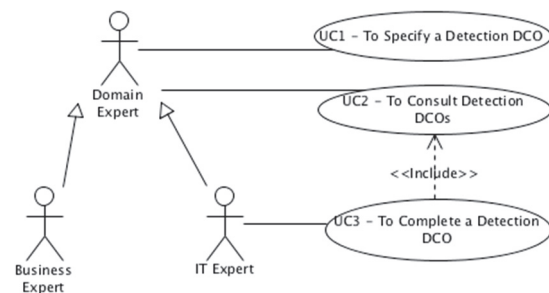 UC1 - To Specify a Detection DCO
Domain
Expert
UC2 - To Consult Detection
DCOs
<<Include>>
UC3 - To Complete a Detection
DCO
Business
Expert
IT Expert